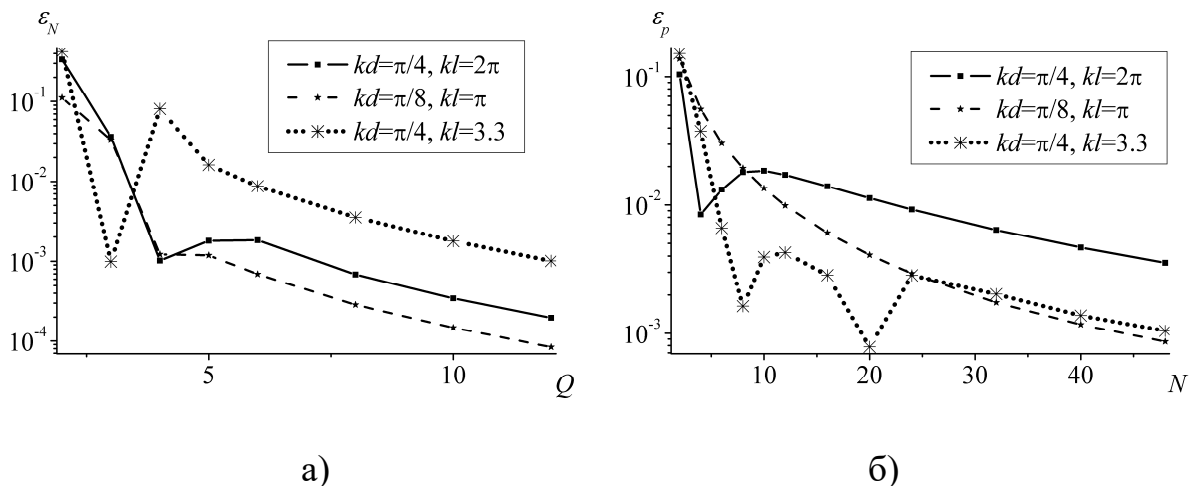 ε_N
kd=π/4, kl=2π
kd=π/8, kl=π
kd=π/4, kl=3.3
10⁻¹
10⁻²
10⁻³
10⁻⁴
5
10
Q
а)
ε_p
kd=π/4, kl=2π
kd=π/8, kl=π
kd=π/4, kl=3.3
10⁻¹
10⁻²
10⁻³
10
20
30
40
N
б)